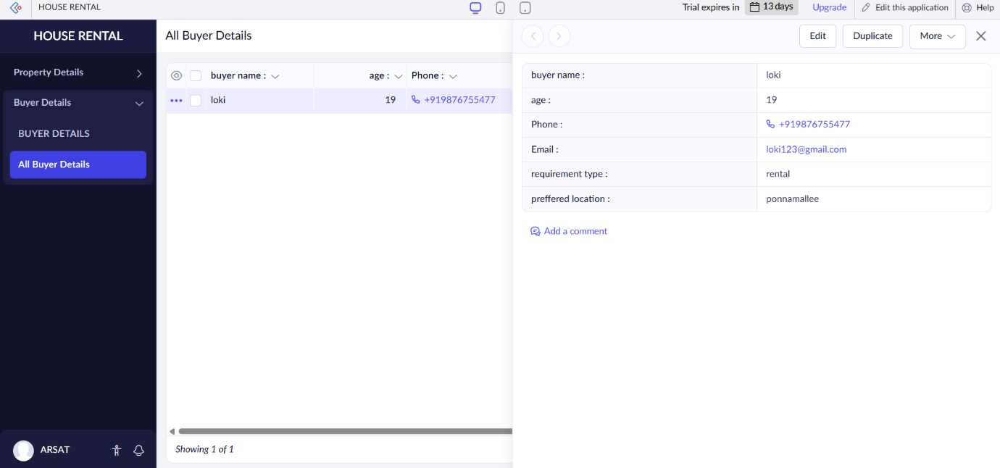 HOUSE RENTAL
Trial expires in 13 days Upgrade Edit this application Help
HOUSE RENTAL
Property Details
Buyer Details
BUYER DETAILS
All Buyer Details
ARSAT
All Buyer Details
buyer name : age : Phone :
loki 19 +919876755477
Showing 1 of 1
Edit Duplicate More
buyer name : loki
age : 19
Phone : +919876755477
Email : loki123@gmail.com
requirement type : rental
preffered location : ponnamallee
Add a comment